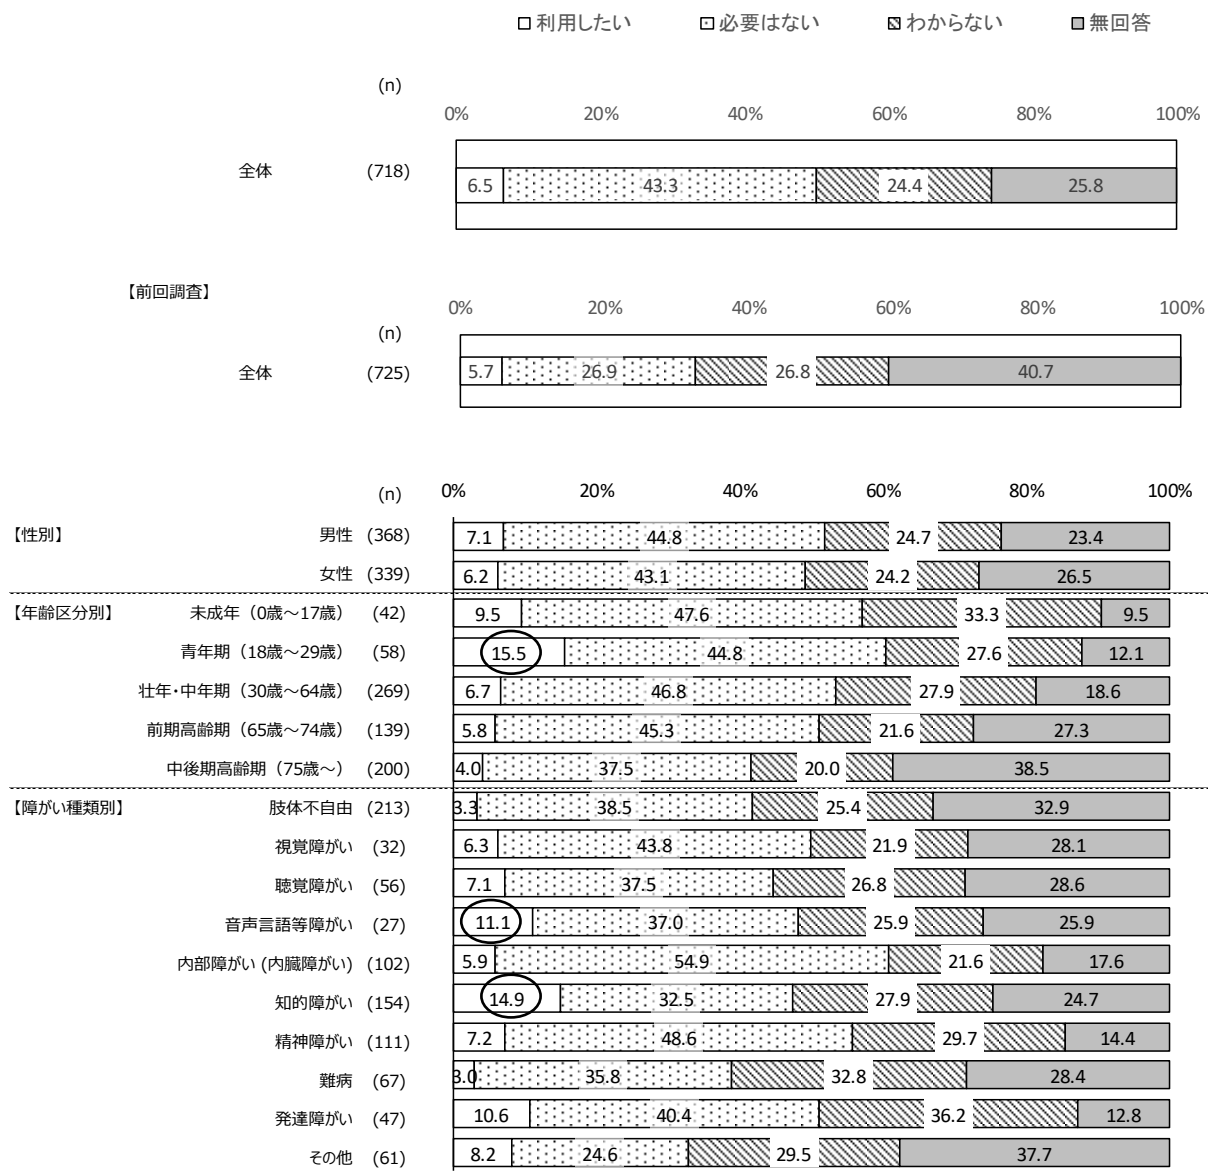 利用したい 必要はない わからない 無回答
(n)
0% 20% 40% 60% 80% 100%
全体 (718) 6.5 43.3 24.4 25.8
【前回調査】
0% 20% 40% 60% 80% 100%
(n)
全体 (725) 5.7 26.9 26.8 40.7
(n) 0% 20% 40% 60% 80% 100%
【性別】 男性 (368) 7.1 44.8 24.7 23.4
女性 (339) 6.2 43.1 24.2 26.5
【年齢区分別】 未成年（0歳～17歳） (42) 9.5 47.6 33.3 9.5
青年期（18歳～29歳） (58) 15.5 44.8 27.6 12.1
壮年・中年期（30歳～64歳） (269) 6.7 46.8 27.9 18.6
前期高齢期（65歳～74歳） (139) 5.8 45.3 21.6 27.3
中後期高齢期（75歳～） (200) 4.0 37.5 20.0 38.5
【障がい種類別】 肢体不自由 (213) 3.3 38.5 25.4 32.9
視覚障がい (32) 6.3 43.8 21.9 28.1
聴覚障がい (56) 7.1 37.5 26.8 28.6
音声言語等障がい (27) 11.1 37.0 25.9 25.9
内部障がい (内臓障がい) (102) 5.9 54.9 21.6 17.6
知的障がい (154) 14.9 32.5 27.9 24.7
精神障がい (111) 7.2 48.6 29.7 14.4
難病 (67) 3.0 35.8 32.8 28.4
発達障がい (47) 10.6 40.4 36.2 12.8
その他 (61) 8.2 24.6 29.5 37.7